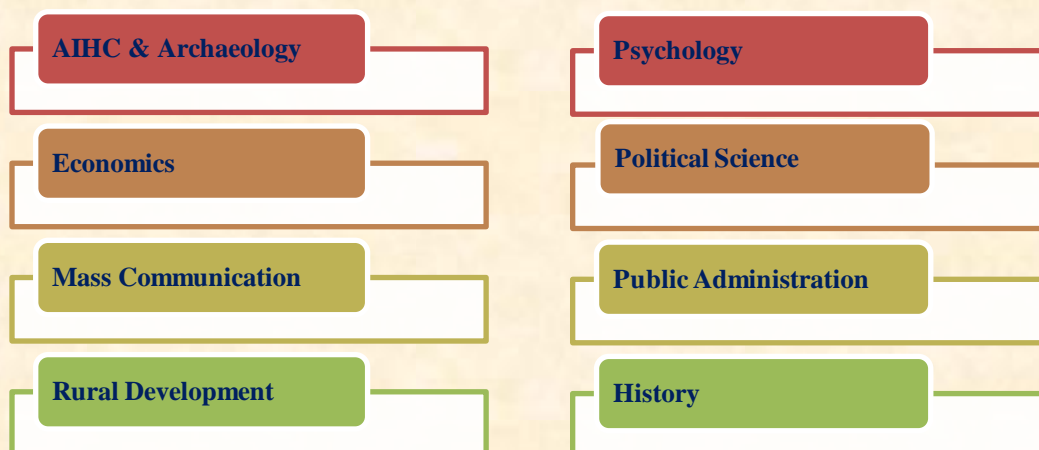 AIHC & Archaeology
Economics
Mass Communication
Rural Development
Psychology
Political Science
Public Administration
History